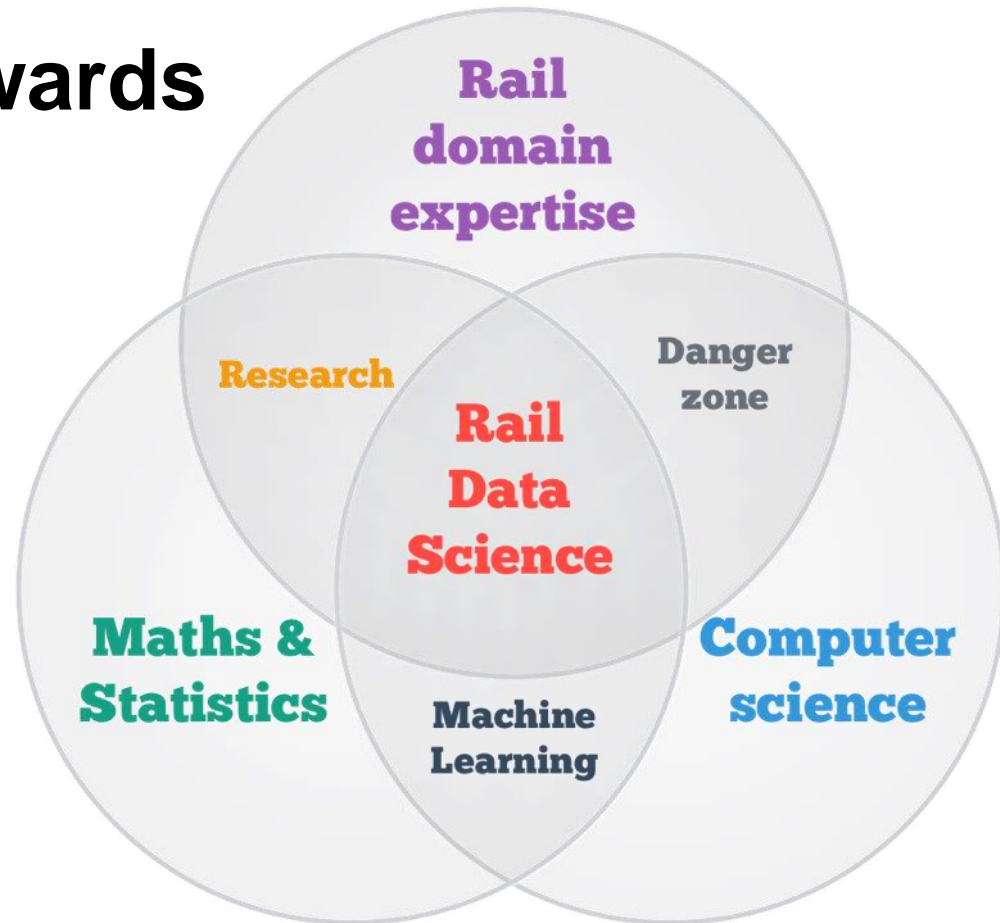 wards
Rail
domain
expertise
Research
Danger
zone
Rail
Data
Science
Maths &
Statistics
Computer
science
Machine
Learning